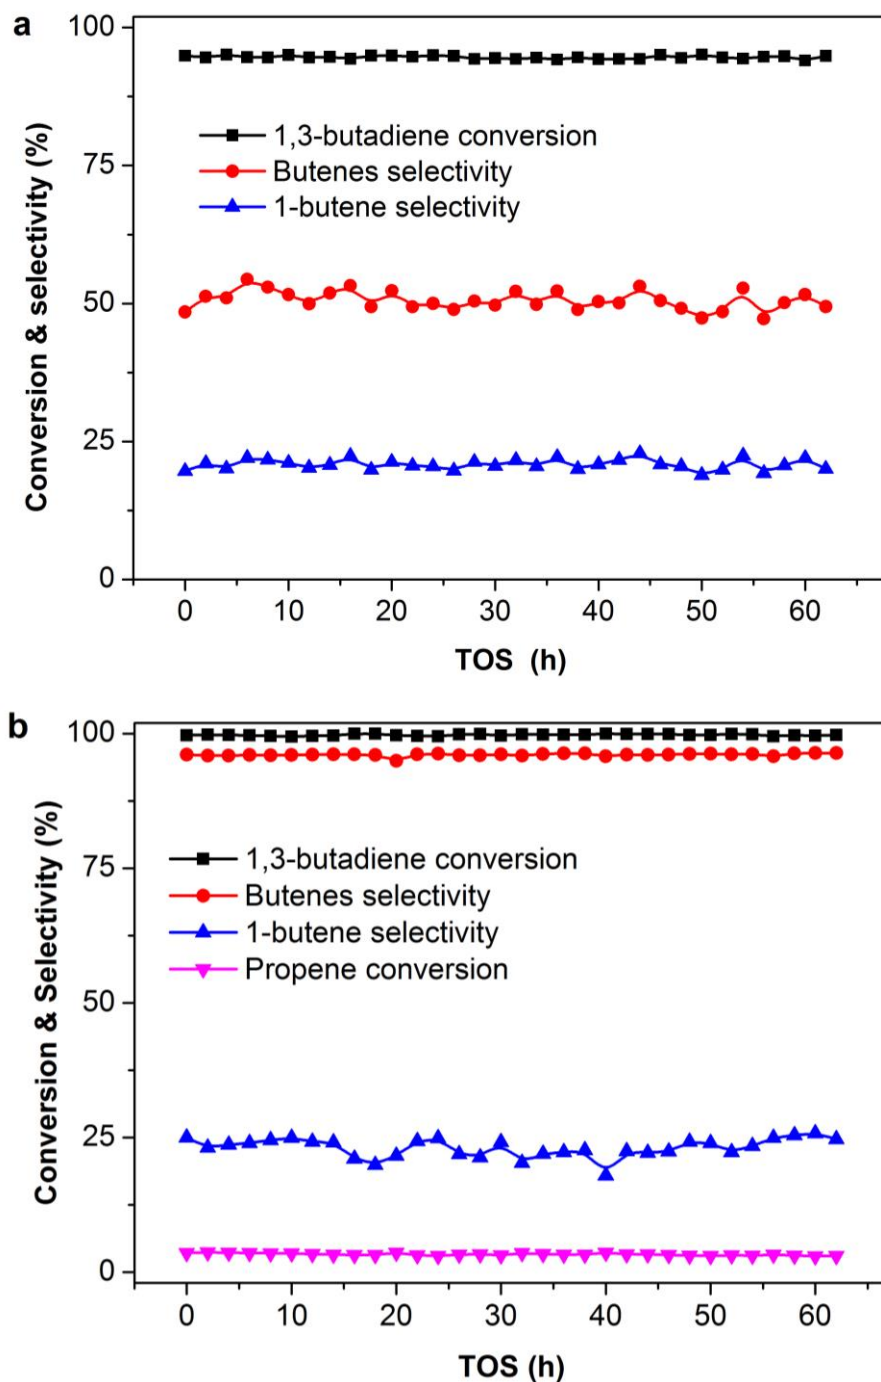 a
100
75
50
25
0
Conversion & selectivity (%)
1,3-butadiene conversion
Butenes selectivity
1-butene selectivity
0 10 20 30 40 50 60
TOS (h)
b
100
75
50
25
0
Conversion & Selectivity (%)
1,3-butadiene conversion
Butenes selectivity
1-butene selectivity
Propene conversion
0 10 20 30 40 50 60
TOS (h)